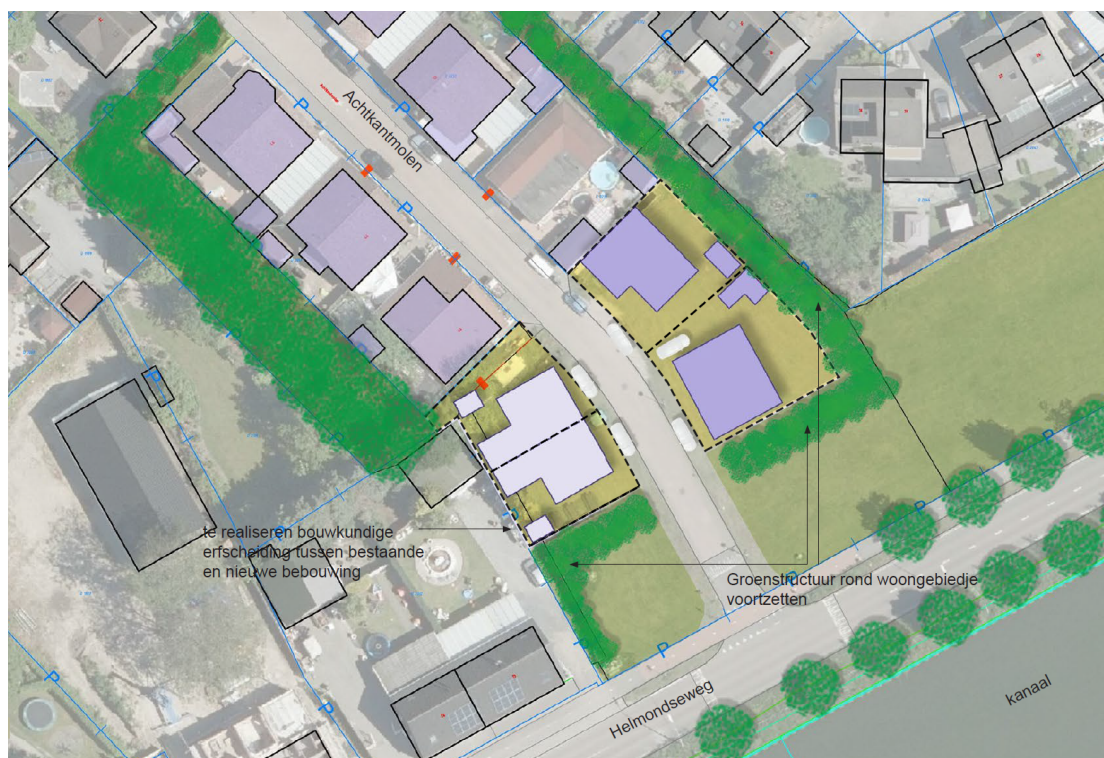 Achtkantmolen
te realiseren bouwkundige
erfscheiding tussen bestaande
en nieuwe bebouwing
Groenstructuur rond woongebiedje
voortzetten
Helmondseweg
kanaal
P
P
P
P
P
P
P
P
P
P
P
P